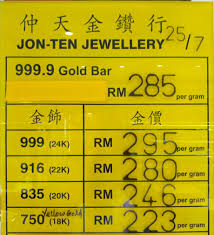 仲天金鑽行
JON-TEN JEWELLERY 25/7
999.9 Gold Bar
RM 285 per gram
金飾 金價
999 (24K) RM 295 per gram
916 (22K) RM 280 per gram
835 (20K) RM 246 per gram
Yellow Gold
750 (18K) RM 223 per gram